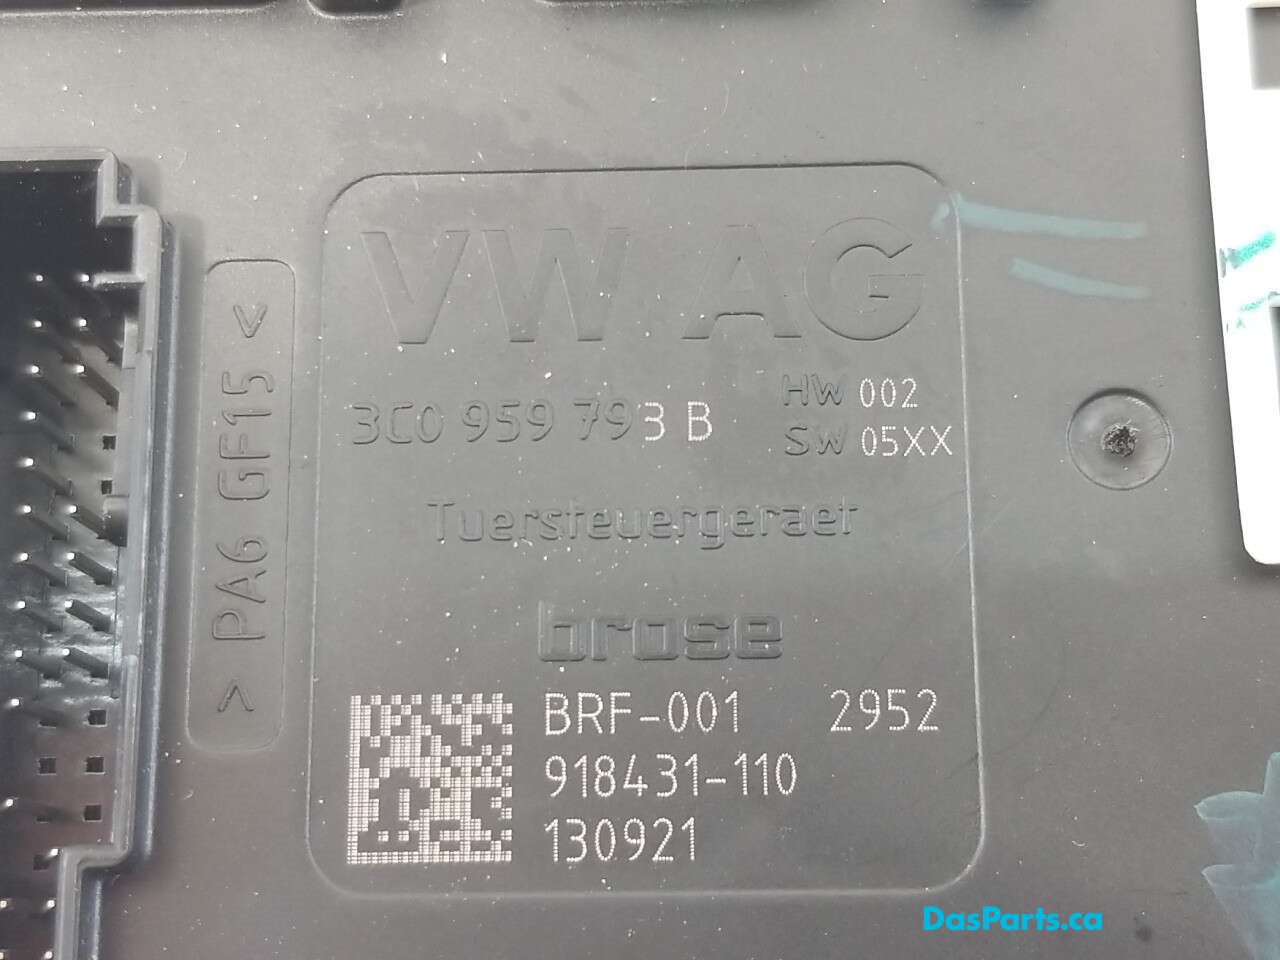 VW AG
3C0 959 793 B
HW 002
SW 05XX
Tuersteuergeraet
brose
BRF-001 2952
918431-110
130921
> PA6 GF15 <
DasParts.ca